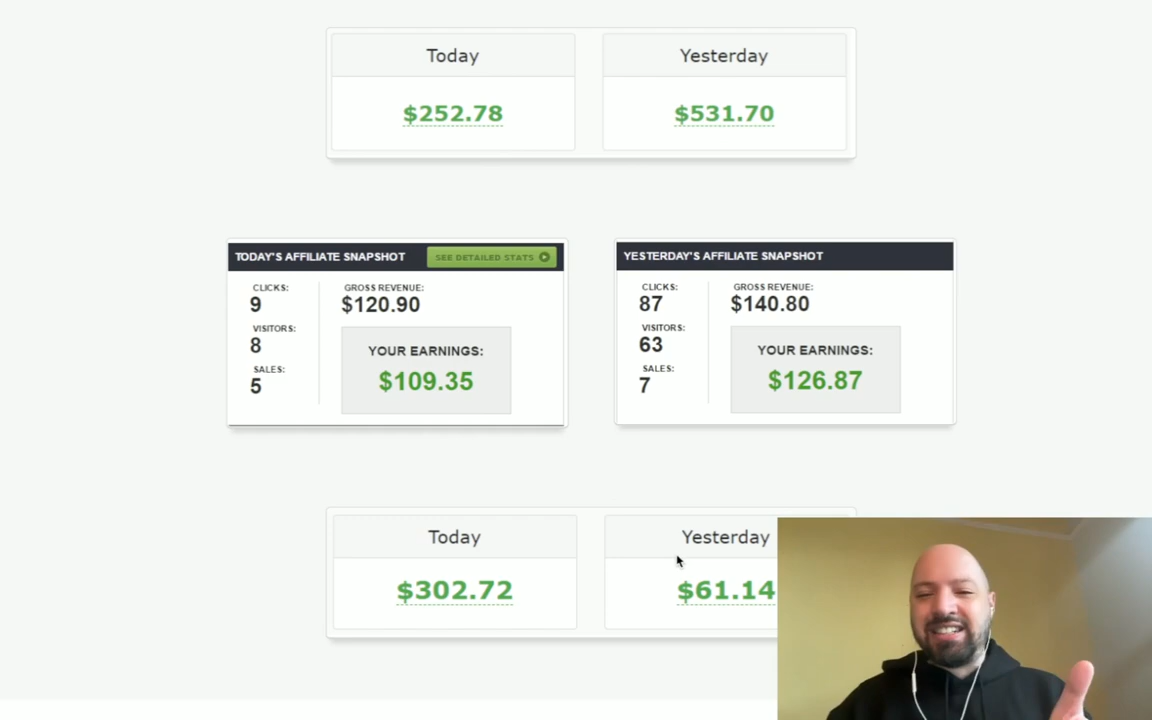 Today
Yesterday
$252.78
$531.70
TODAY'S AFFILIATE SNAPSHOT
SEE DETAILED STATS
CLICKS:
9
GROSS REVENUE:
$120.90
VISITORS:
8
YOUR EARNINGS:
$109.35
SALES:
5
YESTERDAY'S AFFILIATE SNAPSHOT
CLICKS:
87
GROSS REVENUE:
$140.80
VISITORS:
63
YOUR EARNINGS:
$126.87
SALES:
7
Today
Yesterday
$302.72
$61.14